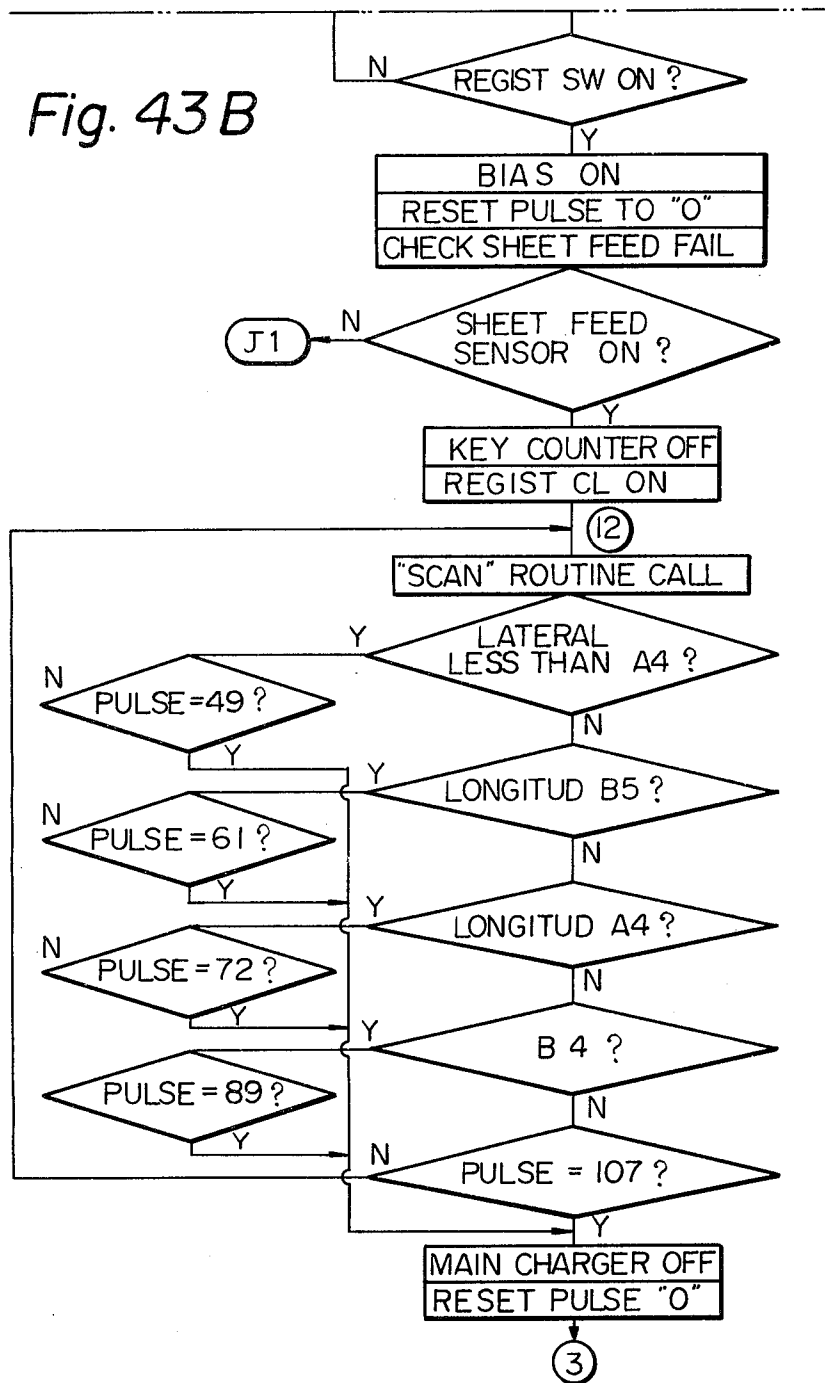 Fig. 43B
N
REGIST SW ON ?
Y
BIAS ON
RESET PULSE TO "O"
CHECK SHEET FEED FAIL
J1
N
SHEET FEED
SENSOR ON ?
Y
KEY COUNTER OFF
REGIST CL ON
12
"SCAN" ROUTINE CALL
Y
LATERAL
LESS THAN A4 ?
N
N
PULSE=49 ?
Y
Y
LONGITUD B5 ?
N
N
PULSE=61 ?
Y
Y
LONGITUD A4 ?
N
N
PULSE=72 ?
Y
Y
B 4 ?
N
PULSE=89 ?
Y
N
PULSE = 107 ?
Y
MAIN CHARGER OFF
RESET PULSE "O"
3